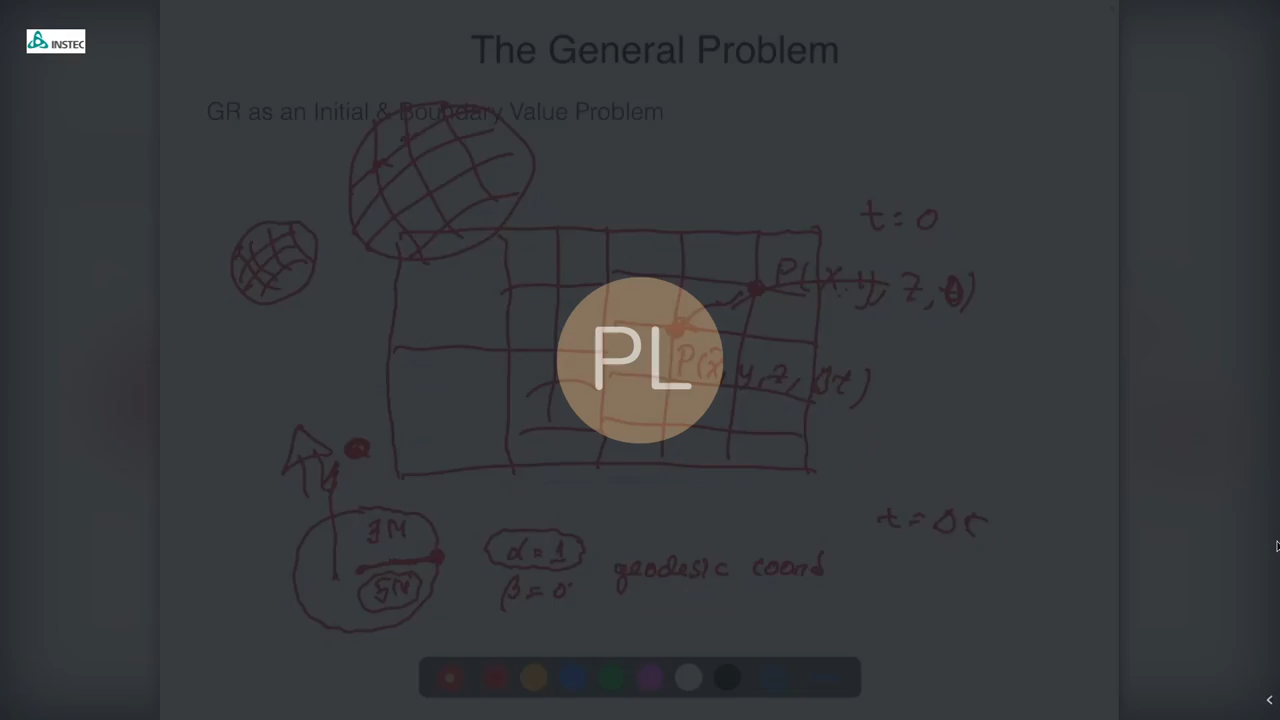 INSTEC
The General Problem
GR as an Initial & Boundary Value Problem
t = 0
P(x, y, z, 0)
PL
P(x, y, z, Δt)
t = Δt
3M
5M
α = 1
β = 0
geodesic coord